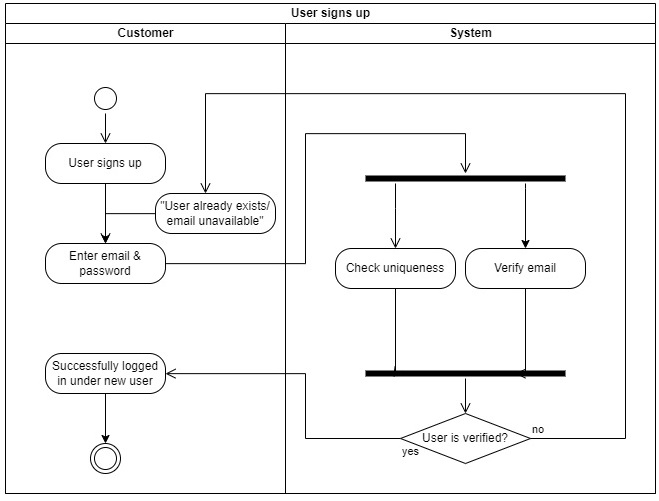 User signs up
Customer
System
User signs up
"User already exists/
email unavailable"
Enter email &
password
Check uniqueness
Verify email
Successfully logged
in under new user
User is verified?
no
yes